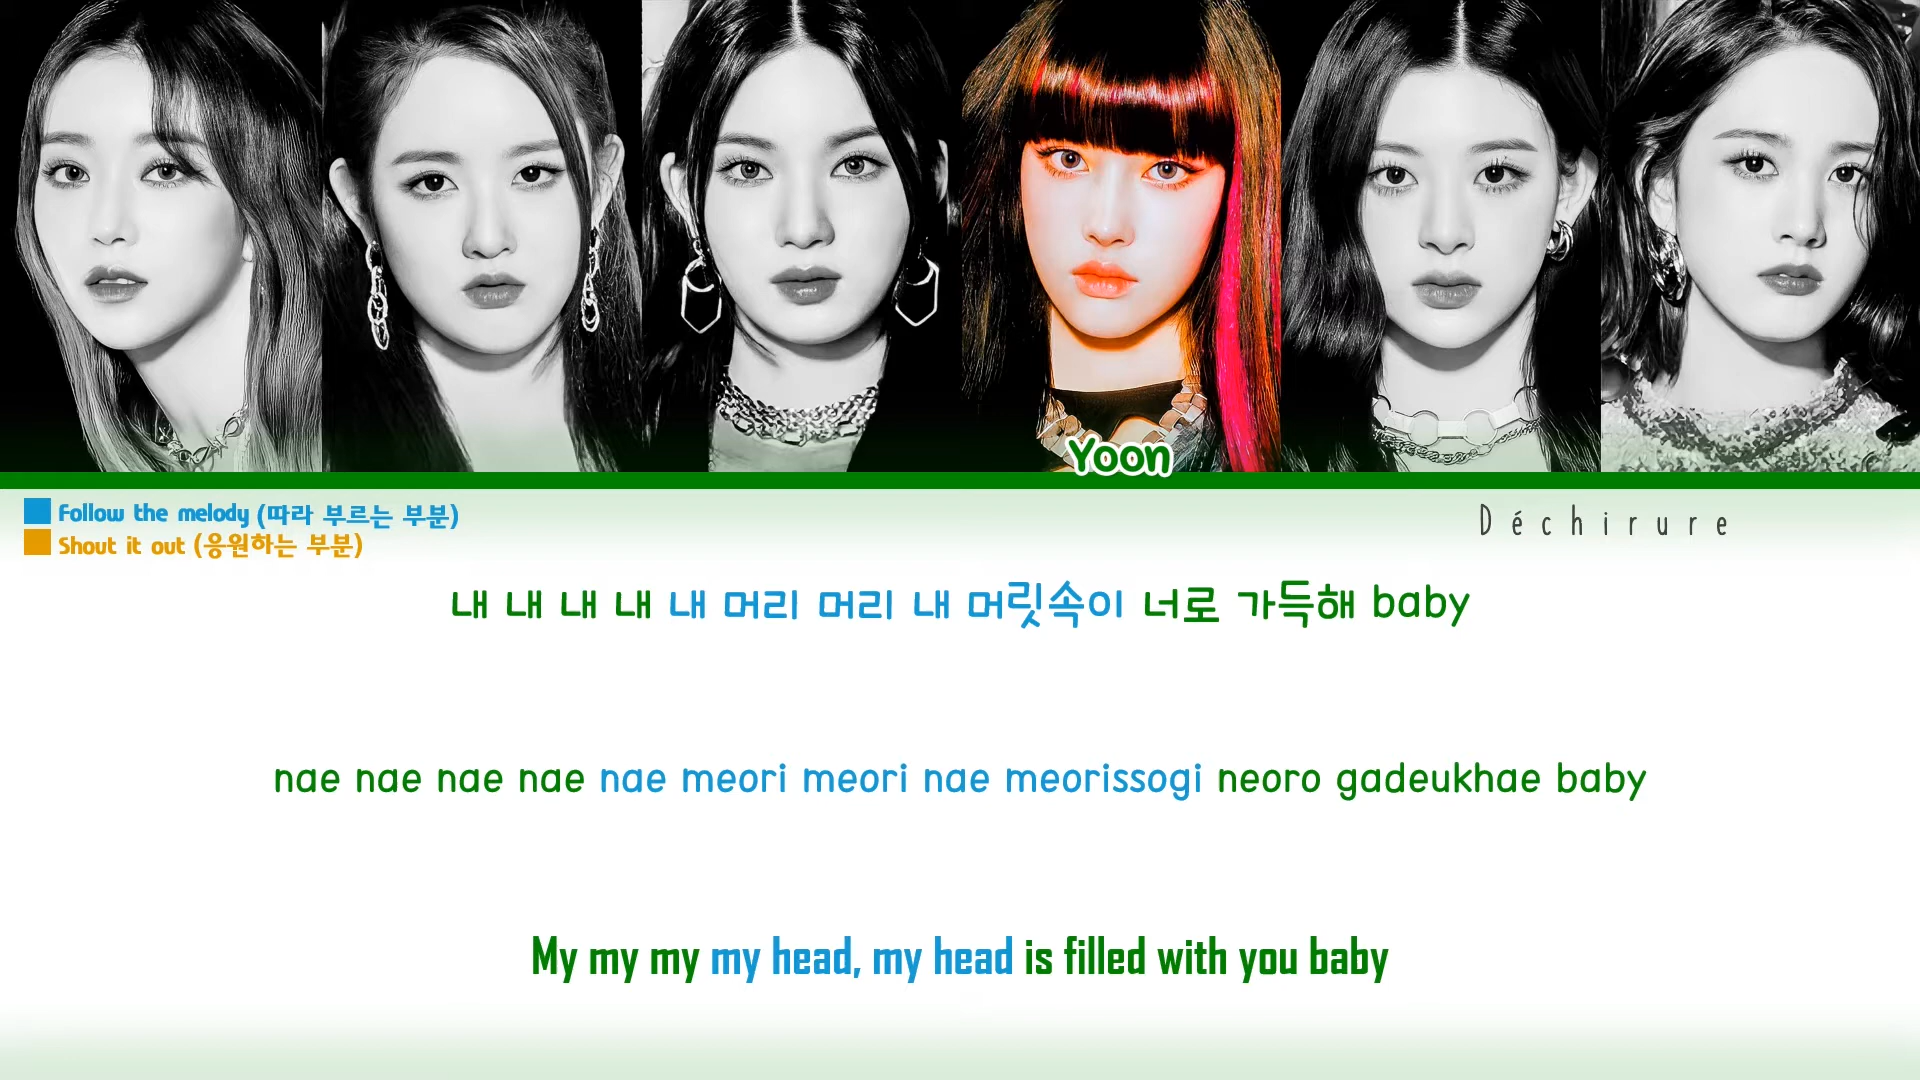 Yoon
Follow the melody (따라 부르는 부분)
Shout it out (응원하는 부분)
Déchirure
내 내 내 내 내 머리 머리 내 머릿속이 너로 가득해 baby
nae nae nae nae nae meori meori nae meorissogi neoro gadeukhae baby
My my my my head, my head is filled with you baby